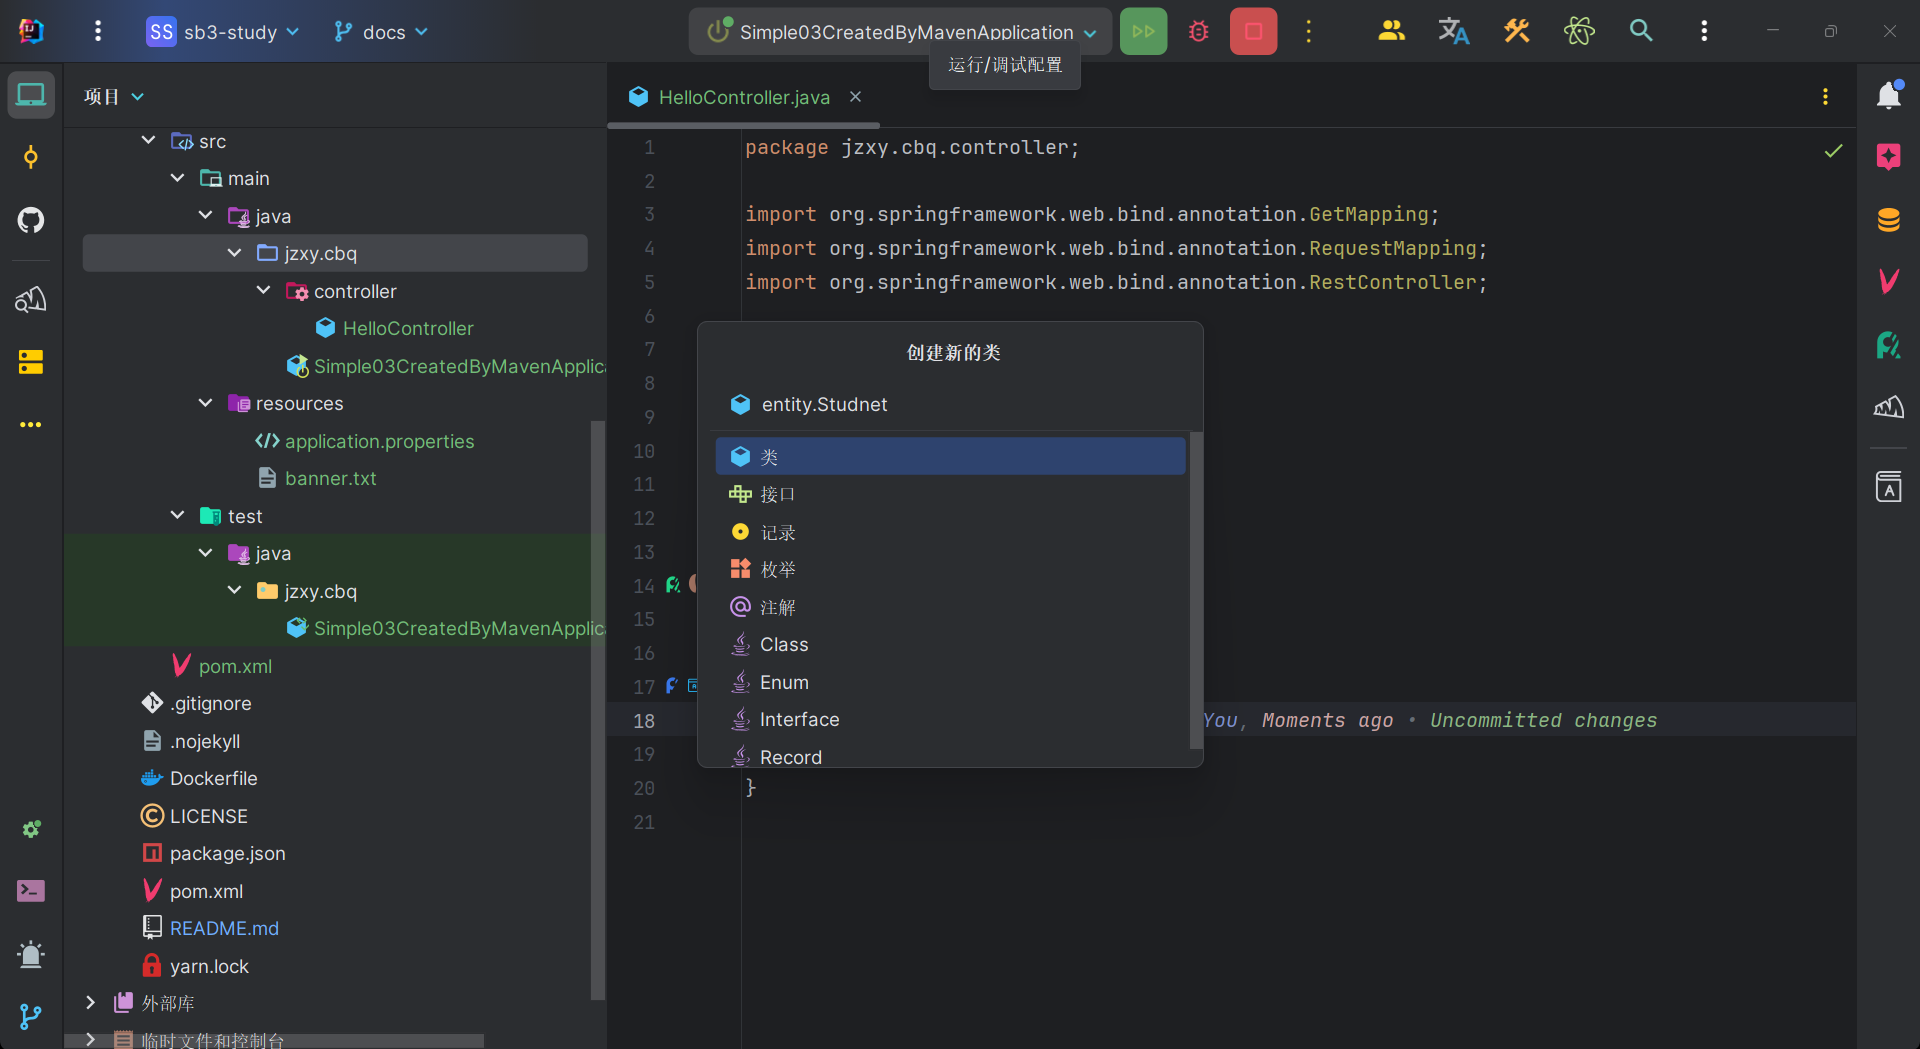 SS sb3-study docs Simple03CreatedByMavenApplication
运行/调试配置
项目
src
main
java
jzxy.cbq
controller
HelloController
Simple03CreatedByMavenApplic
resources
application.properties
banner.txt
test
java
jzxy.cbq
Simple03CreatedByMavenApplic
pom.xml
.gitignore
.nojekyll
Dockerfile
LICENSE
package.json
pom.xml
README.md
yarn.lock
外部库
临时文件和控制台
HelloController.java
1 package jzxy.cbq.controller;
2
3 import org.springframework.web.bind.annotation.GetMapping;
4 import org.springframework.web.bind.annotation.RequestMapping;
5 import org.springframework.web.bind.annotation.RestController;
6
7
8
9
10
11
12
13
14
15
16
17
18 You, Moments ago • Uncommitted changes
19
20 }
21
创建新的类
entity.Studnet
类
接口
记录
枚举
注解
Class
Enum
Interface
Record